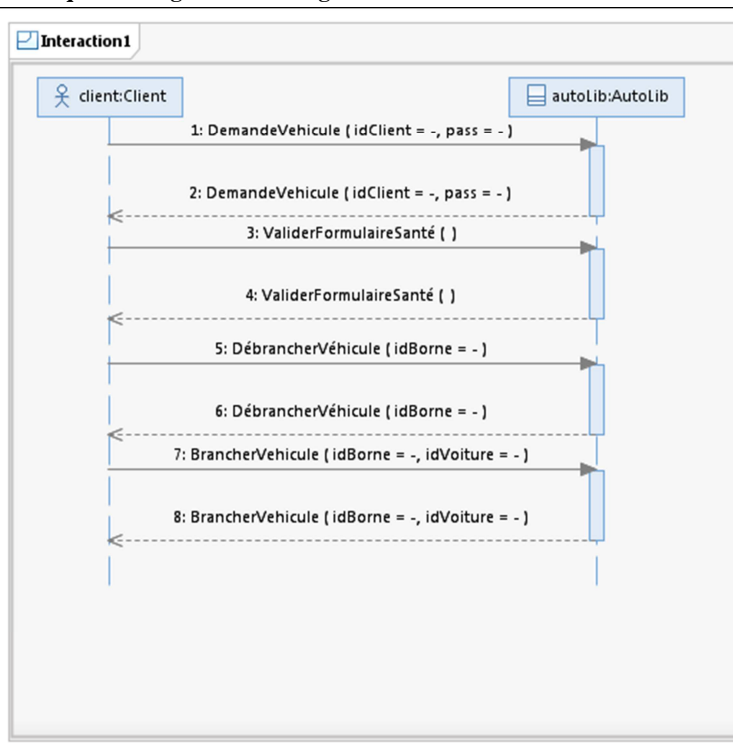 Interaction1
client:Client
autoLib:AutoLib
1: DemandeVehicule ( idClient = -, pass = - )
2: DemandeVehicule ( idClient = -, pass = - )
3: ValiderFormulaireSanté ( )
4: ValiderFormulaireSanté ( )
5: DébrancherVéhicule ( idBorne = - )
6: DébrancherVéhicule ( idBorne = - )
7: BrancherVehicule ( idBorne = -, idVoiture = - )
8: BrancherVehicule ( idBorne = -, idVoiture = - )